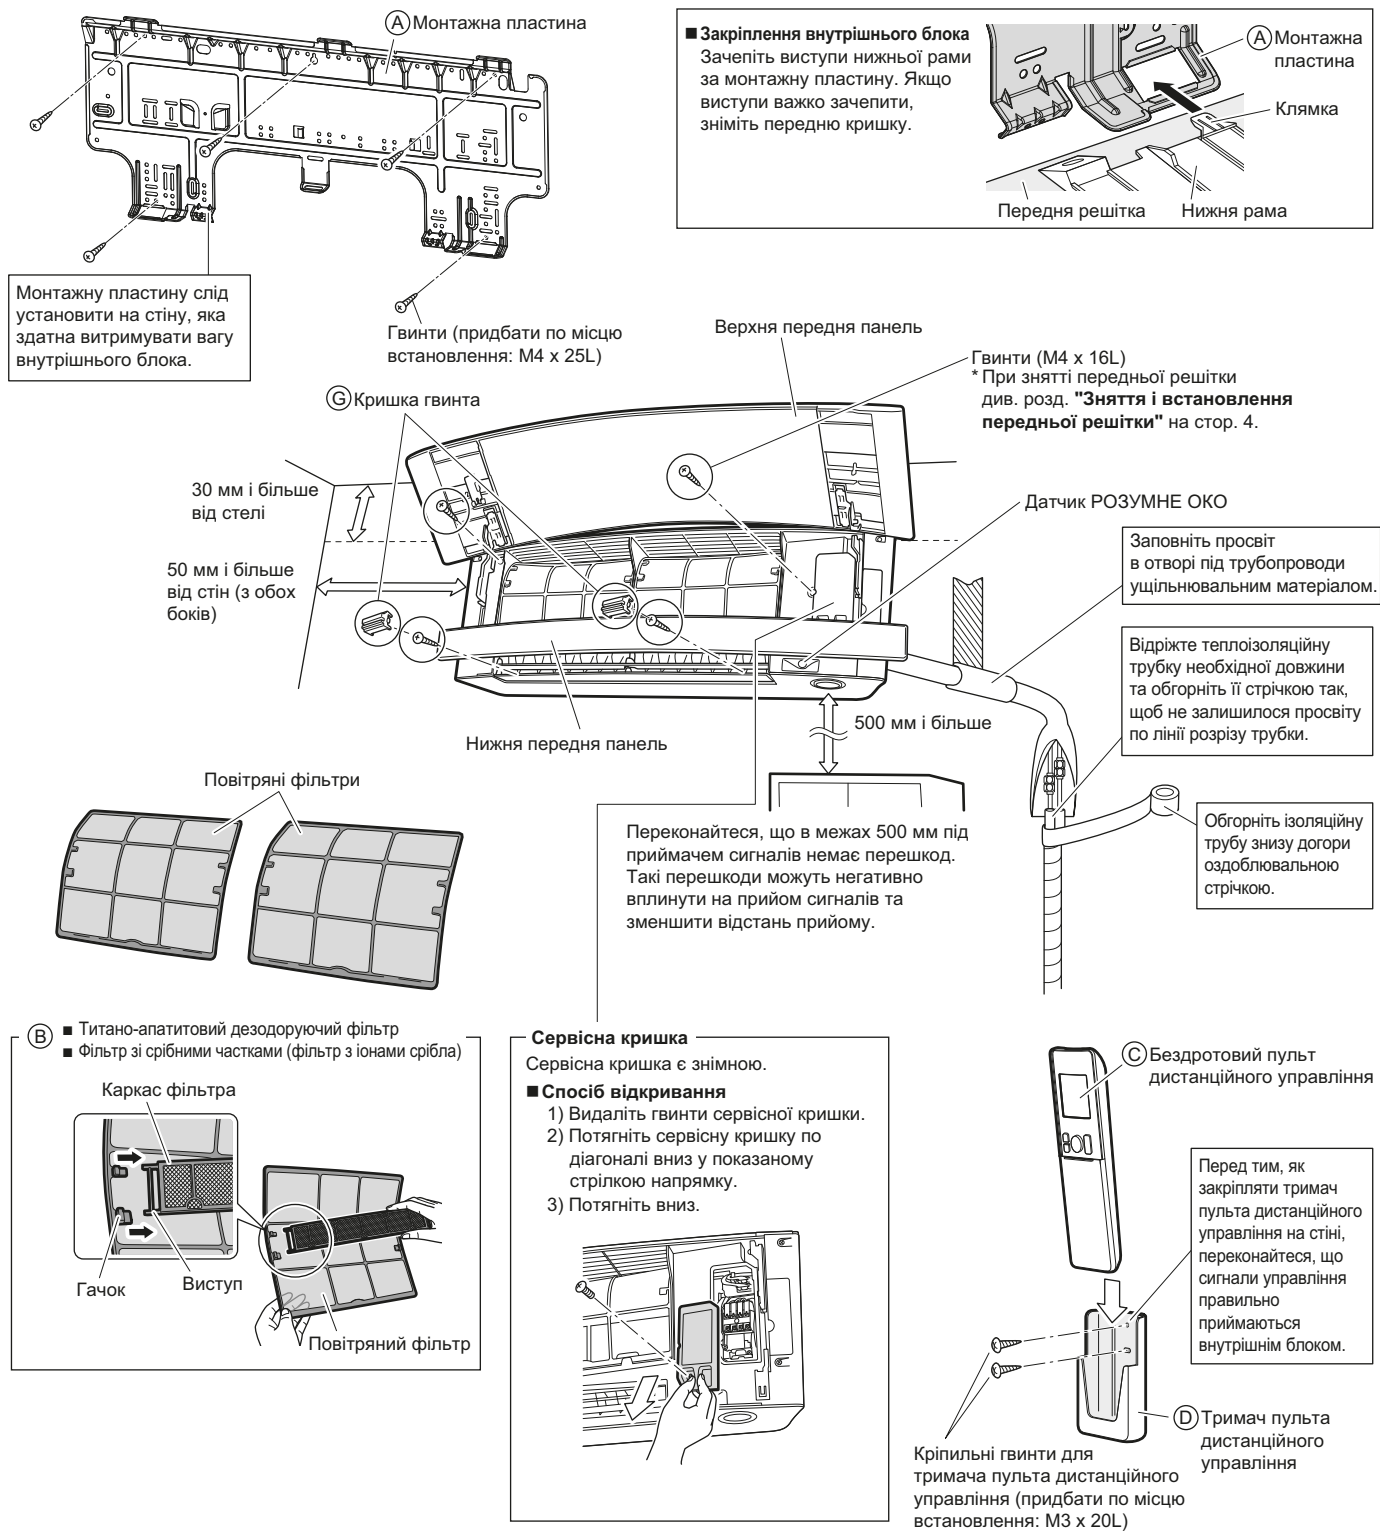 Ⓐ Монтажна пластина
■ Закріплення внутрішнього блока
Зачепіть виступи нижньої рами
за монтажну пластину. Якщо
виступи важко зачепити,
зніміть передню кришку.
Ⓐ Монтажна
пластина
Клямка
Передня решітка
Нижня рама
Монтажну пластину слід
установити на стіну, яка
здатна витримувати вагу
внутрішнього блока.
Гвинти (придбати по місцю
встановлення: M4 x 25L)
Верхня передня панель
Гвинти (M4 x 16L)
* При знятті передньої решітки
див. розд. "Зняття і встановлення
передньої решітки" на стор. 4.
Ⓖ Кришка гвинта
30 мм і більше
від стелі
Датчик РОЗУМНЕ ОКО
50 мм і більше
від стін (з обох
боків)
Заповніть просвіт
в отворі під трубопроводи
ущільнювальним матеріалом.
Відріжте теплоізоляційну
трубку необхідної довжини
та обгорніть її стрічкою так,
щоб не залишилося просвіту
по лінії розрізу трубки.
500 мм і більше
Нижня передня панель
Повітряні фільтри
Переконайтеся, що в межах 500 мм під
приймачем сигналів немає перешкод.
Такі перешкоди можуть негативно
вплинути на прийом сигналів та
зменшити відстань прийому.
Обгорніть ізоляційну
трубу знизу догори
оздоблювальною
стрічкою.
Ⓑ ■ Титано-апатитовий дезодоруючий фільтр
■ Фільтр зі срібними частками (фільтр з іонами срібла)
Каркас фільтра
Гачок
Виступ
Повітряний фільтр
Сервісна кришка
Сервісна кришка є знімною.
■ Спосіб відкривання
1) Видаліть гвинти сервісної кришки.
2) Потягніть сервісну кришку по
діагоналі вниз у показаному
стрілкою напрямку.
3) Потягніть вниз.
Ⓒ Бездротовий пульт
дистанційного управління
Перед тим, як
закріпляти тримач
пульта дистанційного
управління на стіні,
переконайтеся, що
сигнали управління
правильно
приймаються
внутрішнім блоком.
Ⓓ Тримач пульта
дистанційного
управління
Кріпильні гвинти для
тримача пульта дистанційного
управління (придбати по місцю
встановлення: M3 x 20L)